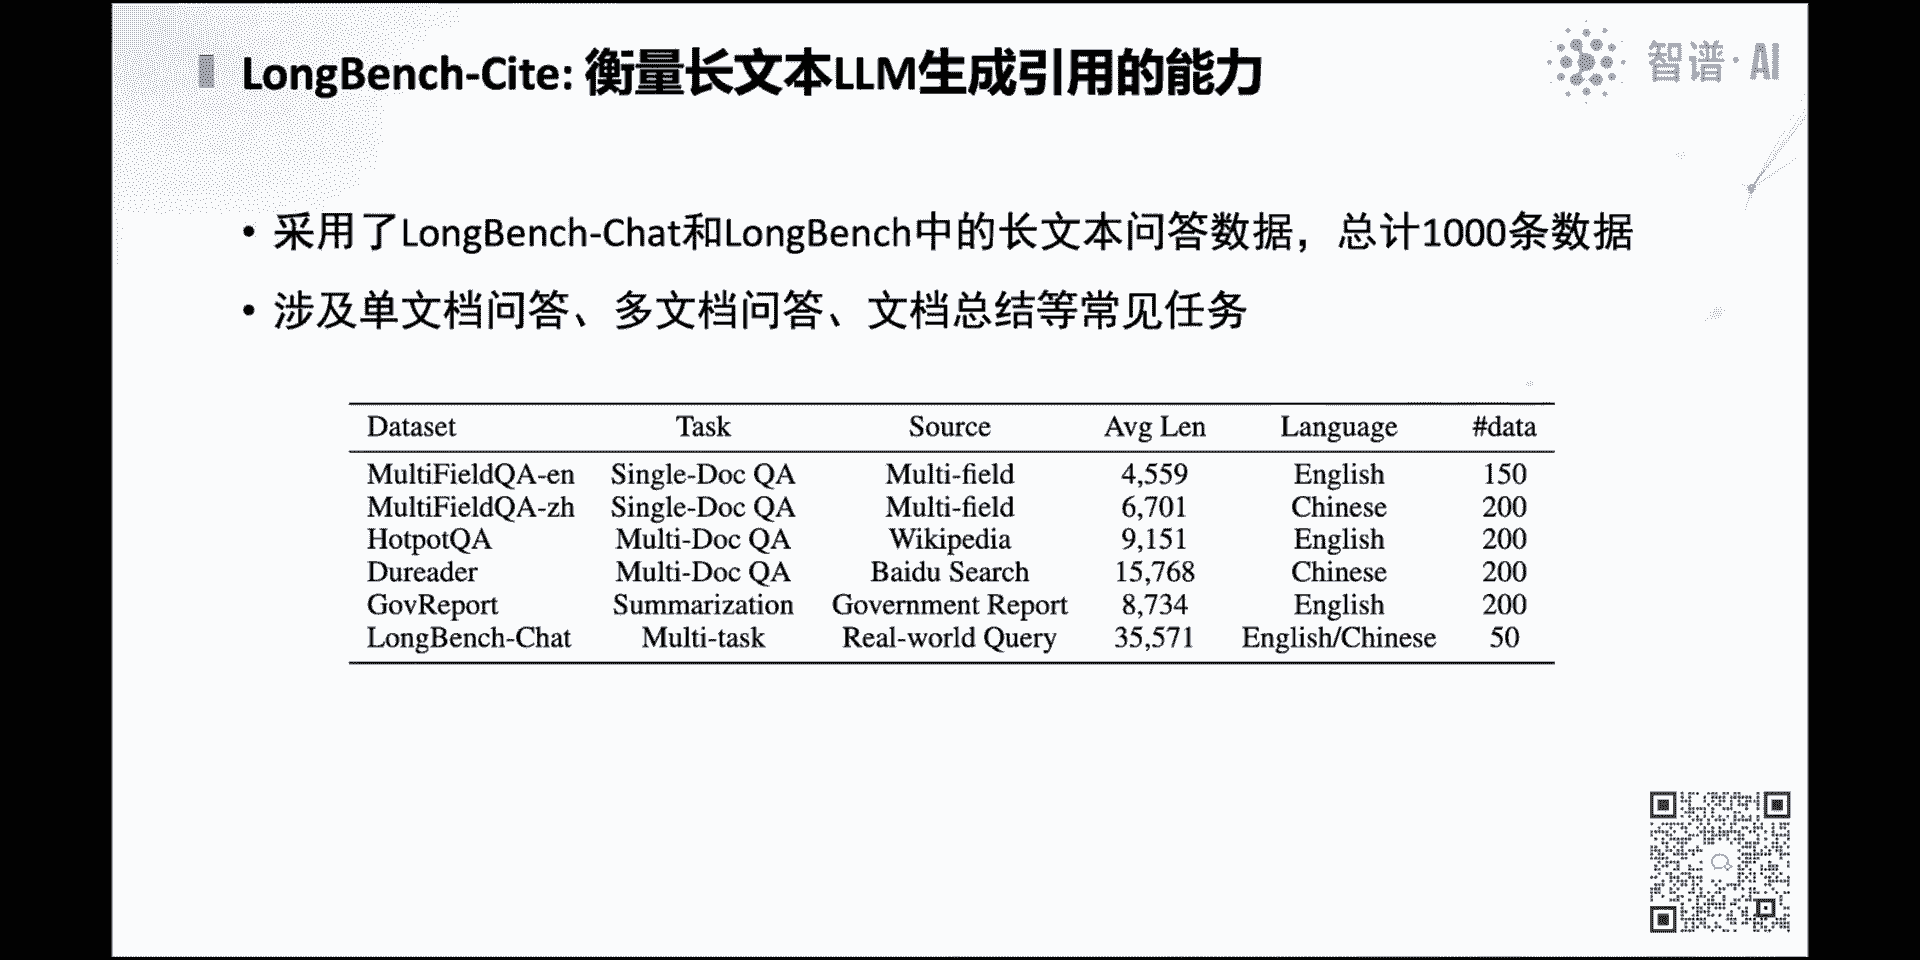 LongBench-Cite: 衡量长文本LLM生成引用的能力
智谱·AI
• 采用了LongBench-Chat和LongBench中的长文本问答数据，总计1000条数据
• 涉及单文档问答、多文档问答、文档总结等常见任务
Dataset Task Source Avg Len Language #data
MultiFieldQA-en Single-Doc QA Multi-field 4,559 English 150
MultiFieldQA-zh Single-Doc QA Multi-field 6,701 Chinese 200
HotpotQA Multi-Doc QA Wikipedia 9,151 English 200
Dureader Multi-Doc QA Baidu Search 15,768 Chinese 200
GovReport Summarization Government Report 8,734 English 200
LongBench-Chat Multi-task Real-world Query 35,571 English/Chinese 50